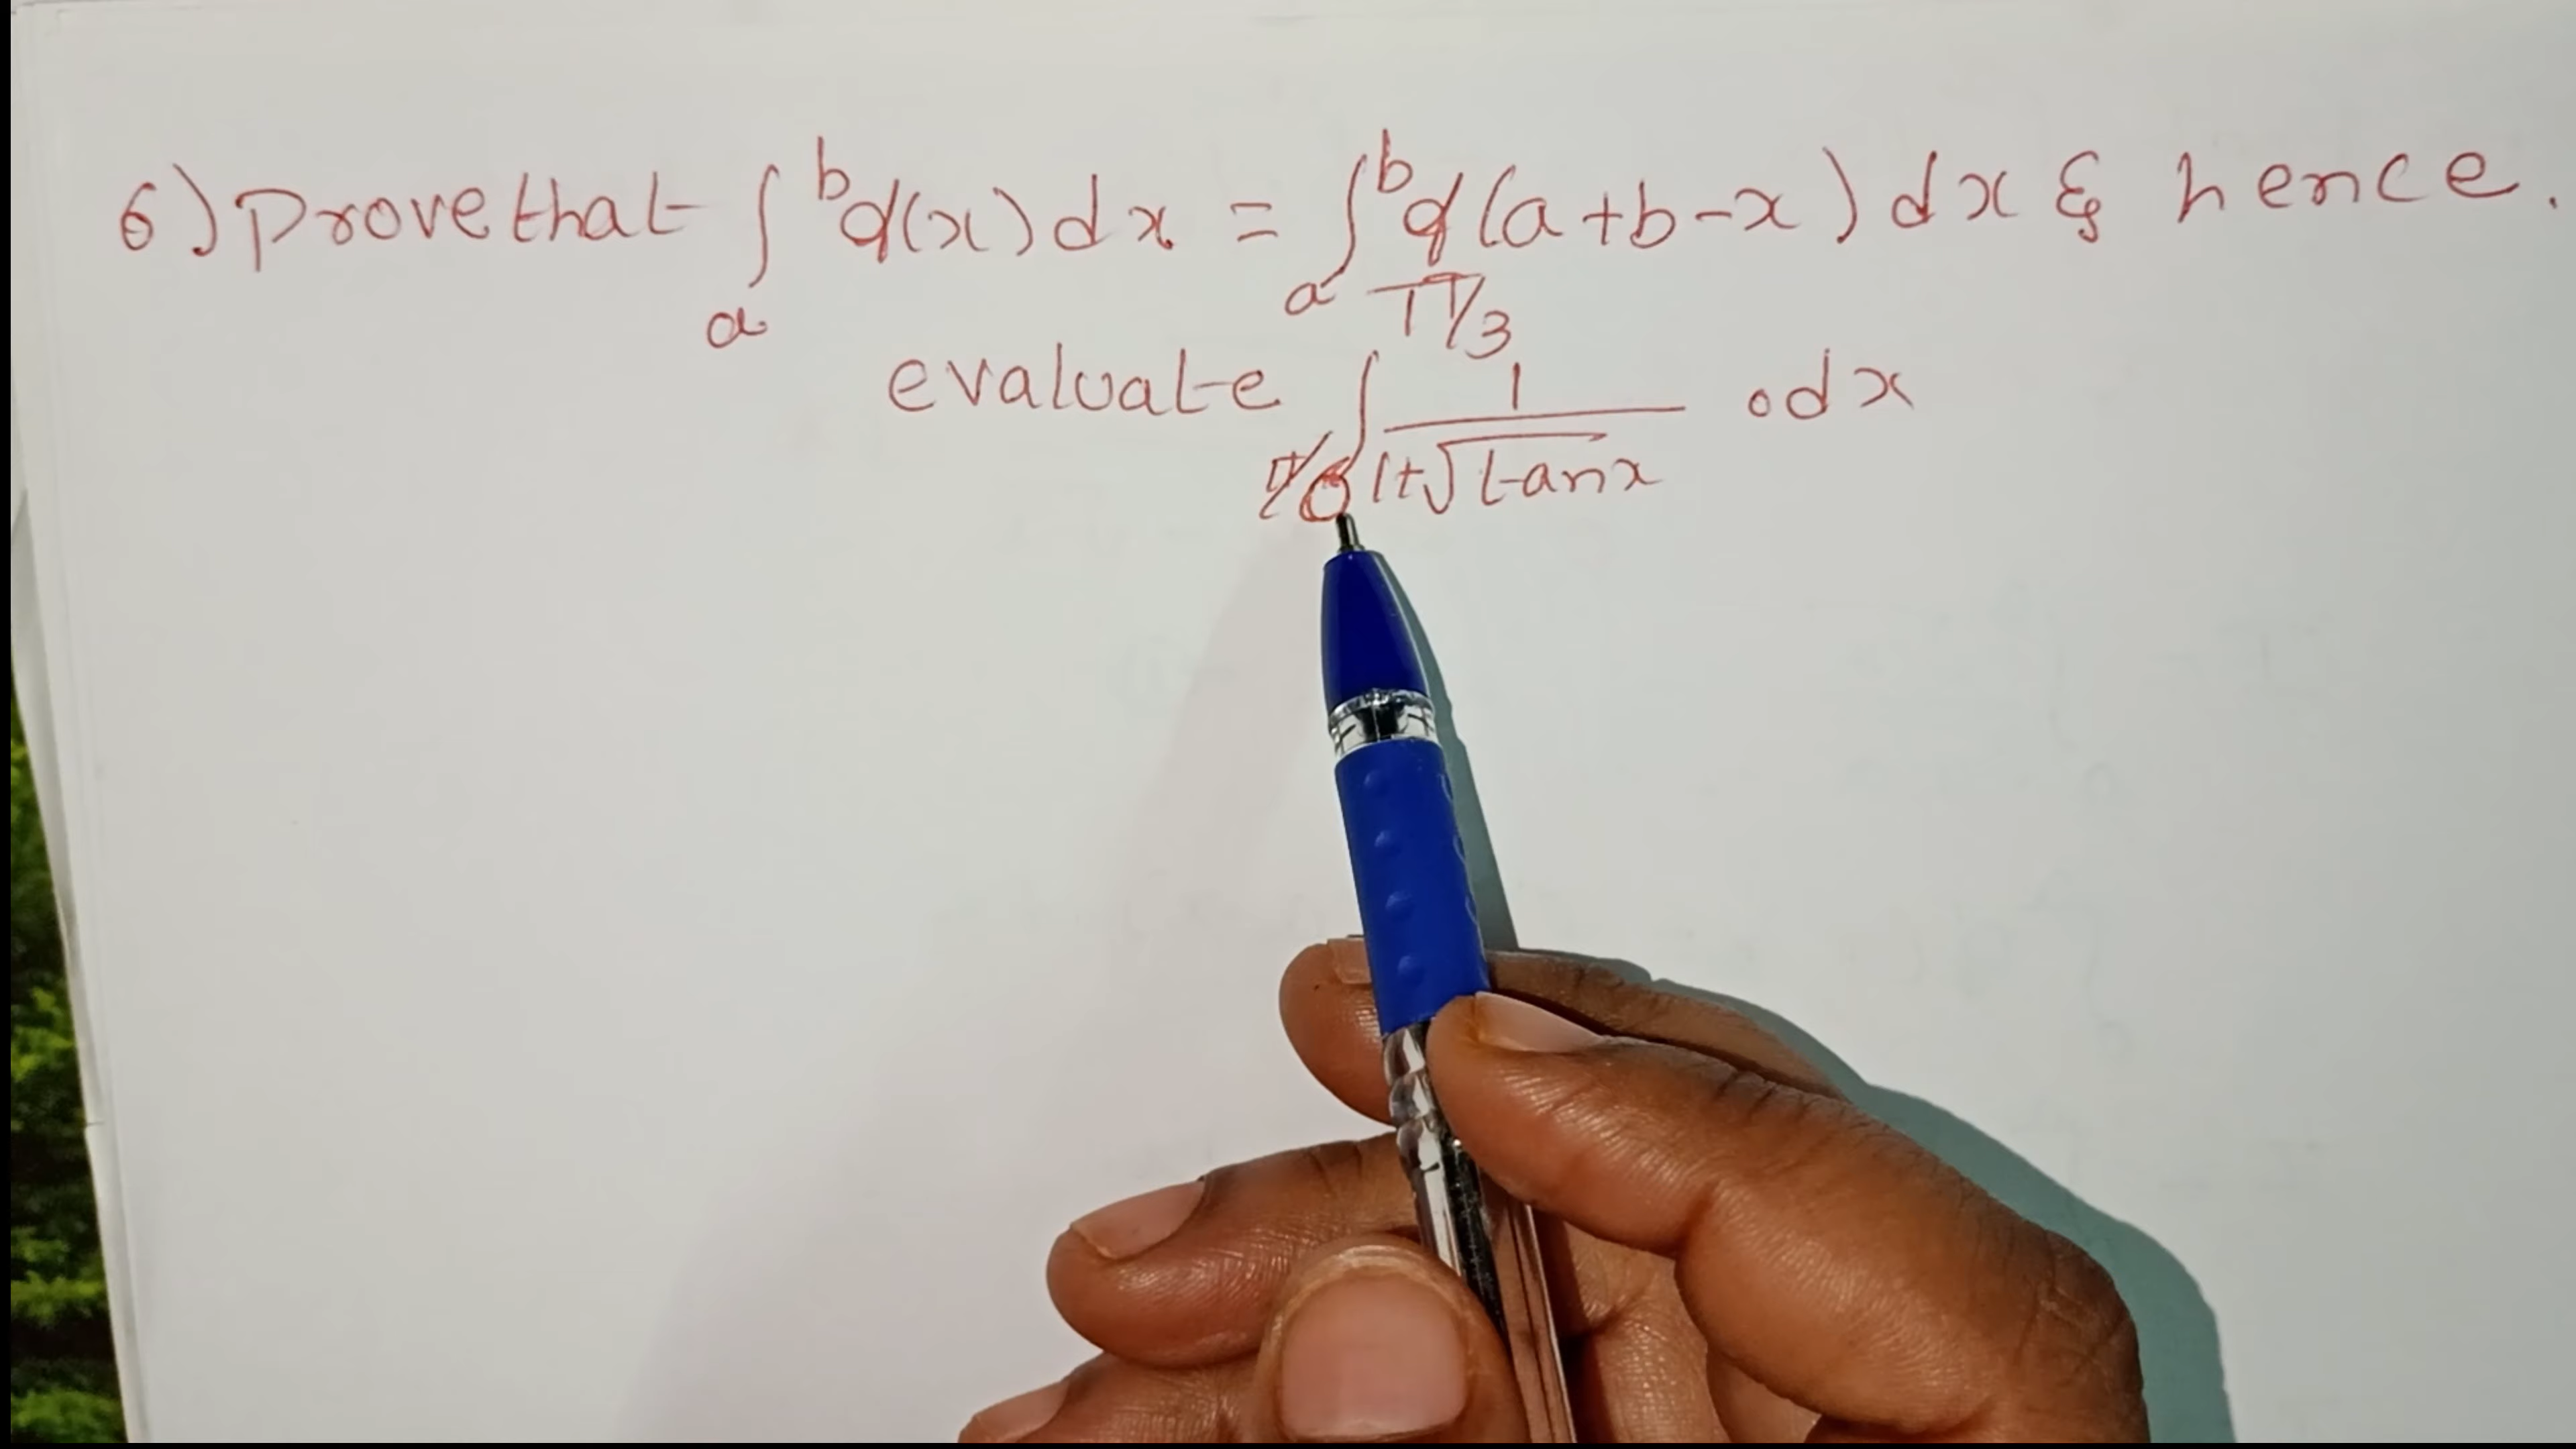 6) Prove that ∫ₐᵇ f(x) dx = ∫ₐᵇ f(a+b-x) dx & hence.
evaluate ∫_{π/6}^{π/3} 1/(1+√tanx) .dx